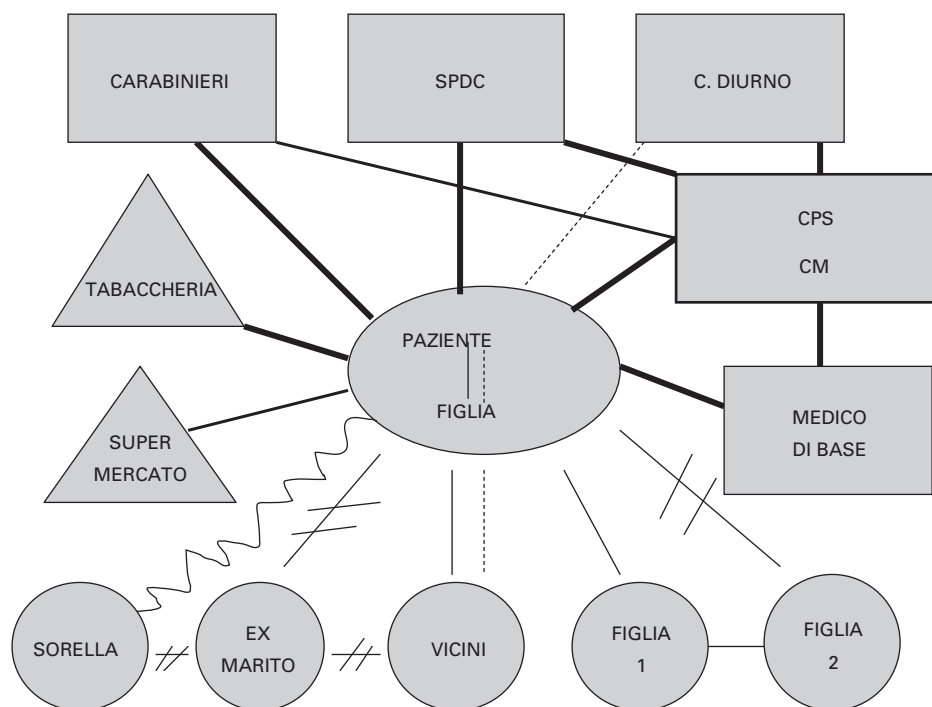 CARABINIERI
SPDC
C. DIURNO
CPS
CM
TABACCHERIA
PAZIENTE
FIGLIA
SUPER
MERCATO
MEDICO
DI BASE
SORELLA
EX
MARITO
VICINI
FIGLIA
1
FIGLIA
2